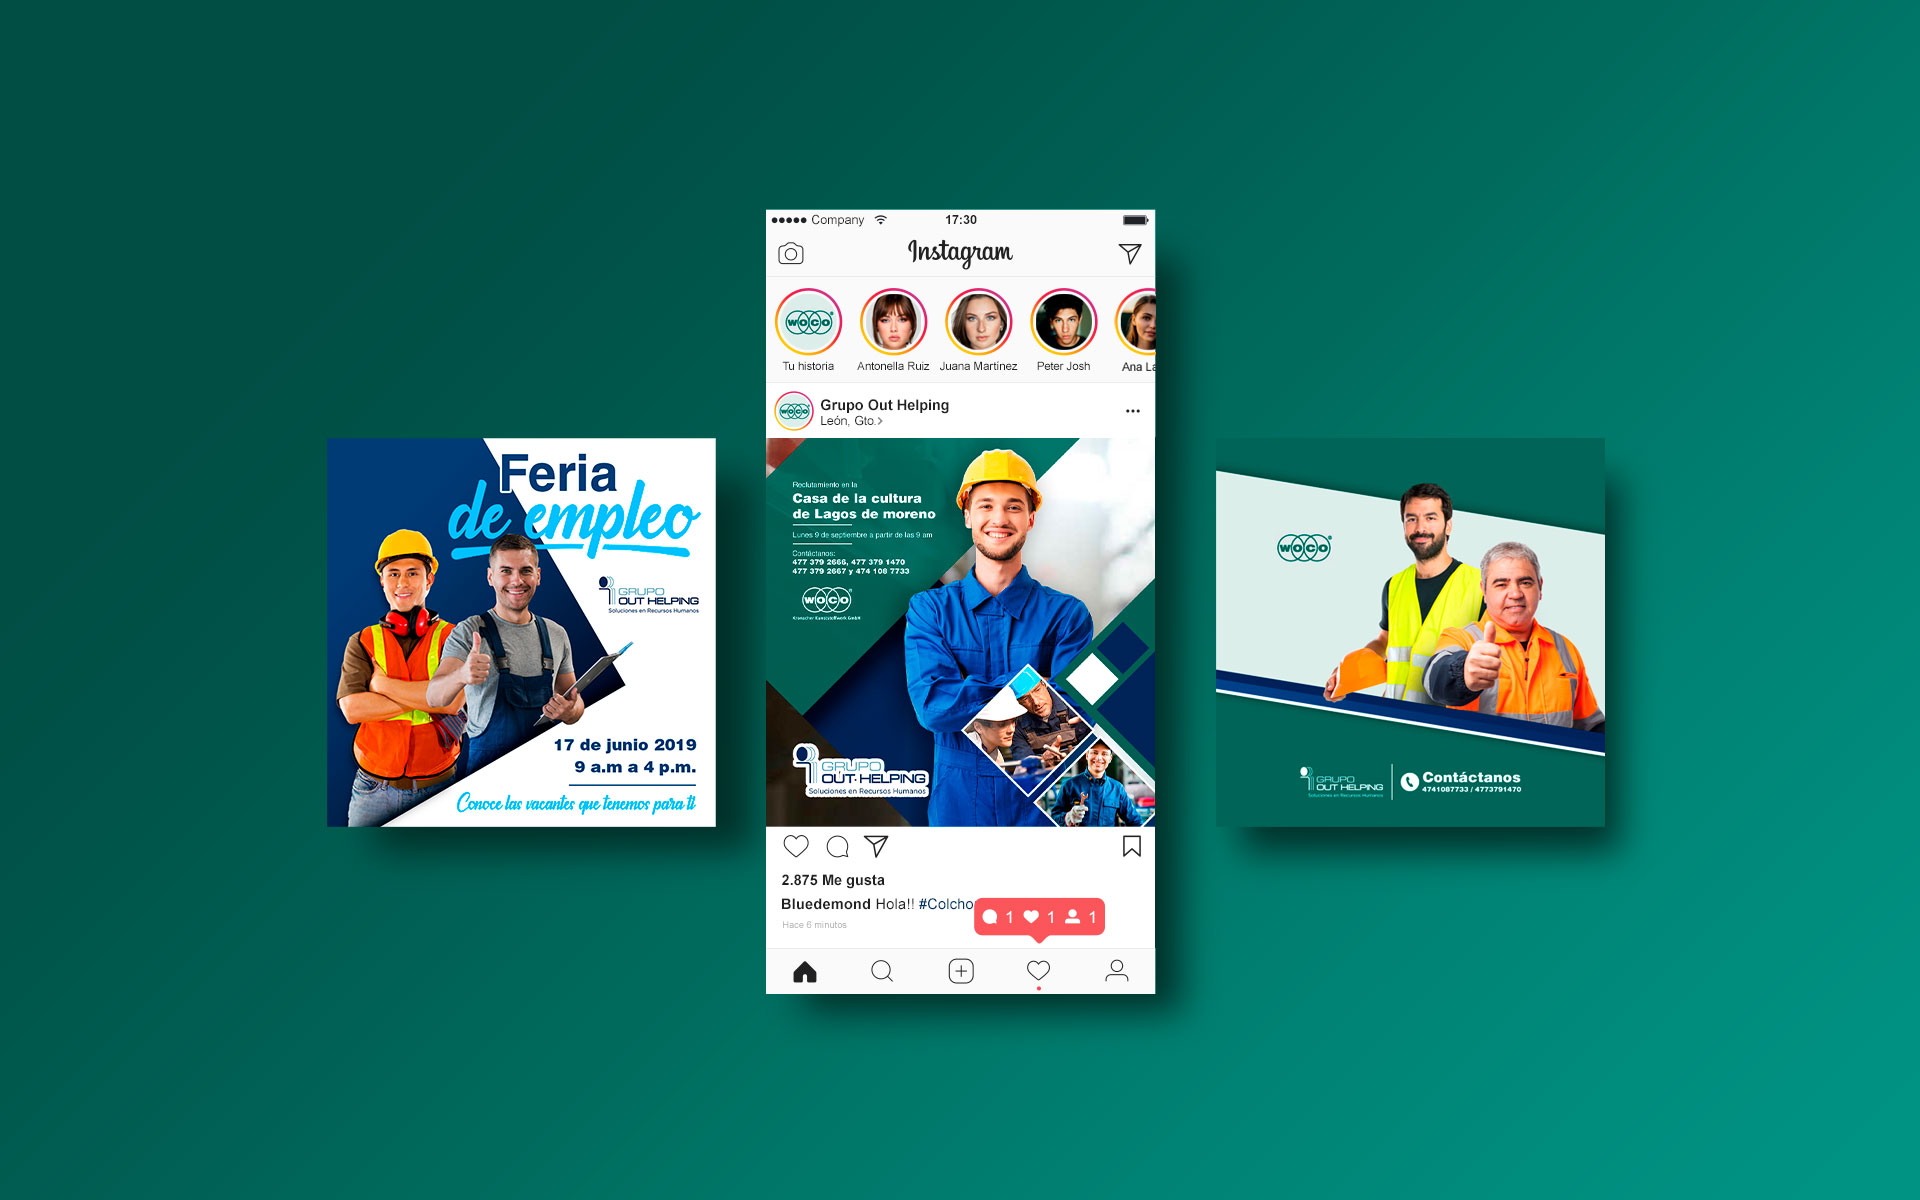 Feria
de empleo
GRUPO
OUT HELPING
Soluciones en Recursos Humanos
17 de junio 2019
9 a.m a 4 p.m.
Conoce las vacantes que tenemos para ti
Company
17:30
Instagram
WOCO
Tu historia
Antonella Ruiz
Juana Martínez
Peter Josh
Ana La
WOCO
Grupo Out Helping
León, Gto.>
Reclutamiento en la
Casa de la cultura
de Lagos de moreno
Lunes 9 de septiembre a partir de las 9 am
Contáctanos:
477 379 2666, 477 379 1470
477 379 2667 y 474 108 7733
WOCO®
Kronacher Kunststoffwerk GmbH
GRUPO
OUT-HELPING
Soluciones en Recursos Humanos
2.875 Me gusta
Bluedemond Hola!! #Colcho
1 1 1
Hace 6 minutos
WOCO®
GRUPO
OUT HELPING
Soluciones en Recursos Humanos
Contáctanos
4741087733 / 4773791470